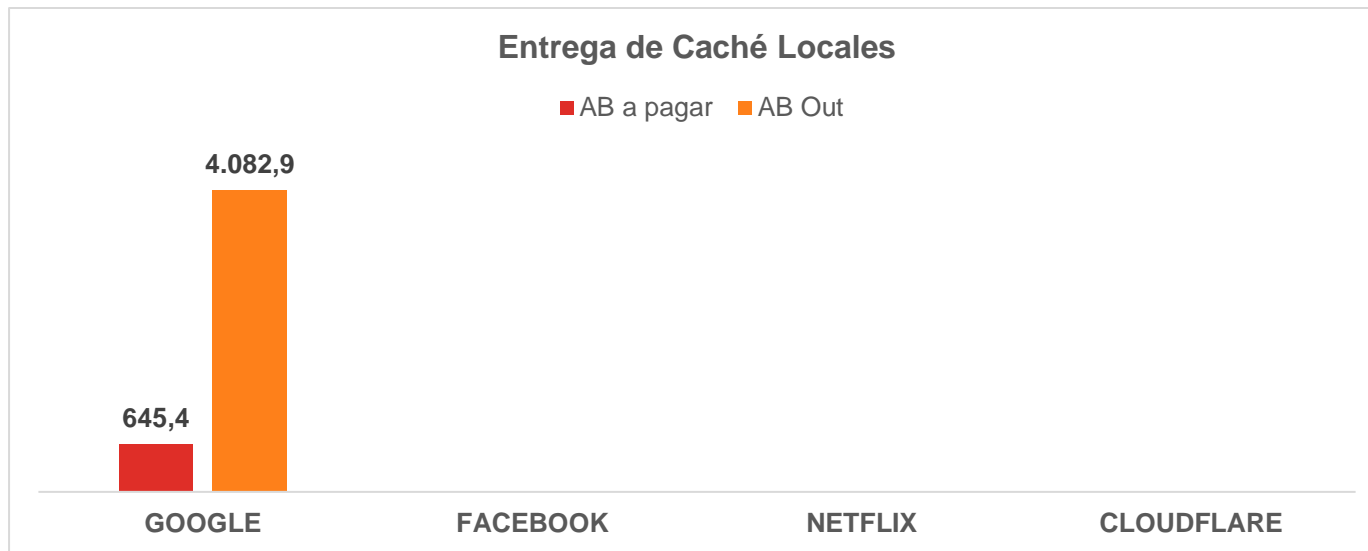 Entrega de Caché Locales
AB a pagar AB Out
4.082,9
645,4
GOOGLE FACEBOOK NETFLIX CLOUDFLARE